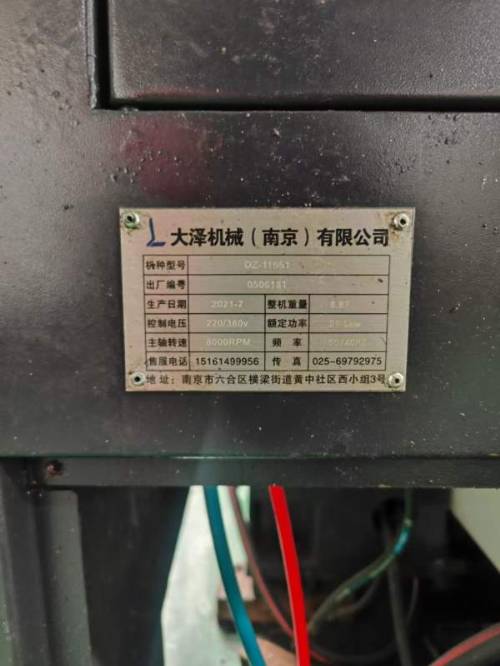 大泽机械(南京)有限公司
机种型号 DZ-1165L
出厂编号 0506181
生产日期 2021-7 整机重量
控制电压 220/380v 额定功率
主轴转速 8000RPM 频率
售服电话 15161499956 传真 025-69792975
地址:南京市六合区横梁街道黄中社区西小组3号